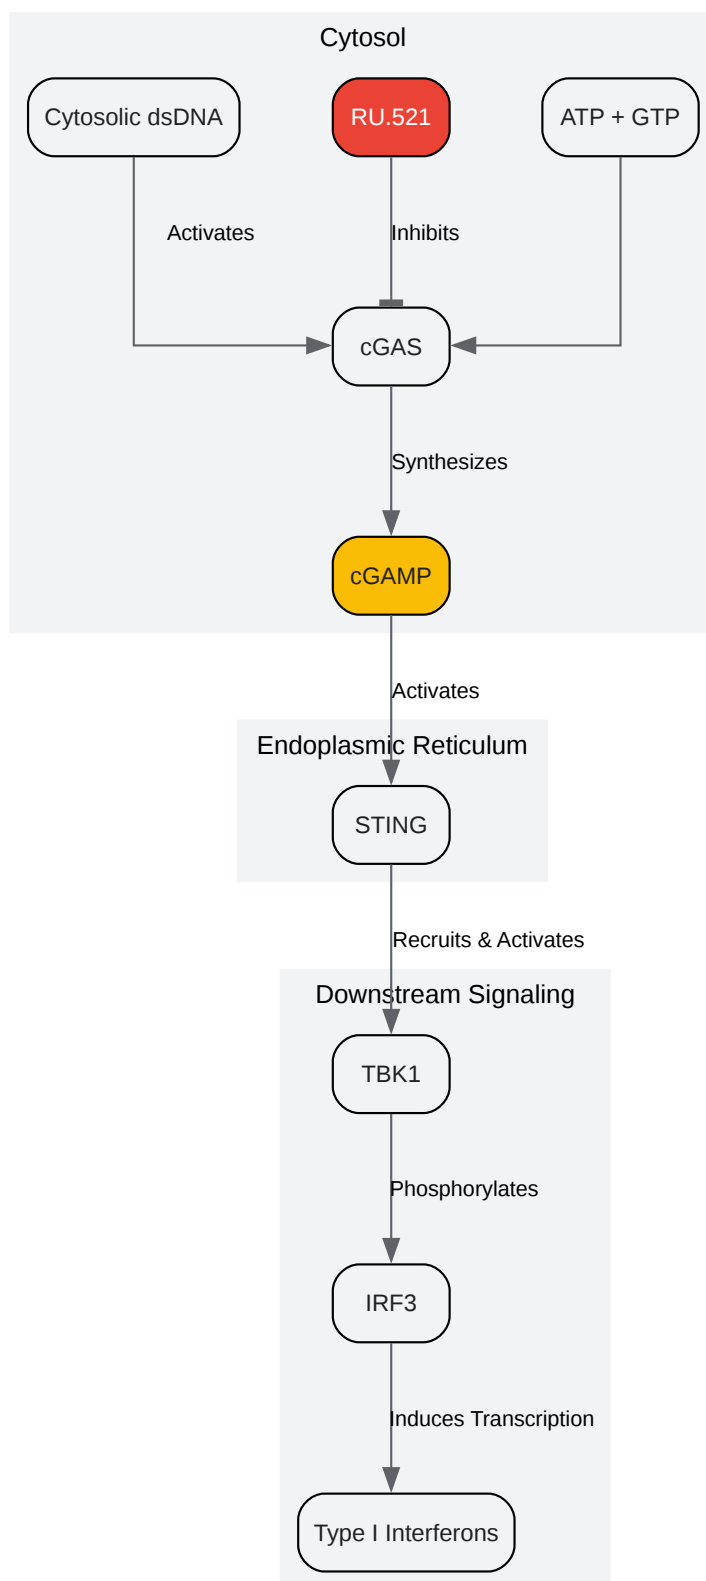 Cytosol
Cytosolic dsDNA
RU.521
ATP + GTP
Activates
Inhibits
cGAS
Synthesizes
cGAMP
Activates
Endoplasmic Reticulum
STING
Recruits & Activates
Downstream Signaling
TBK1
Phosphorylates
IRF3
Induces Transcription
Type I Interferons